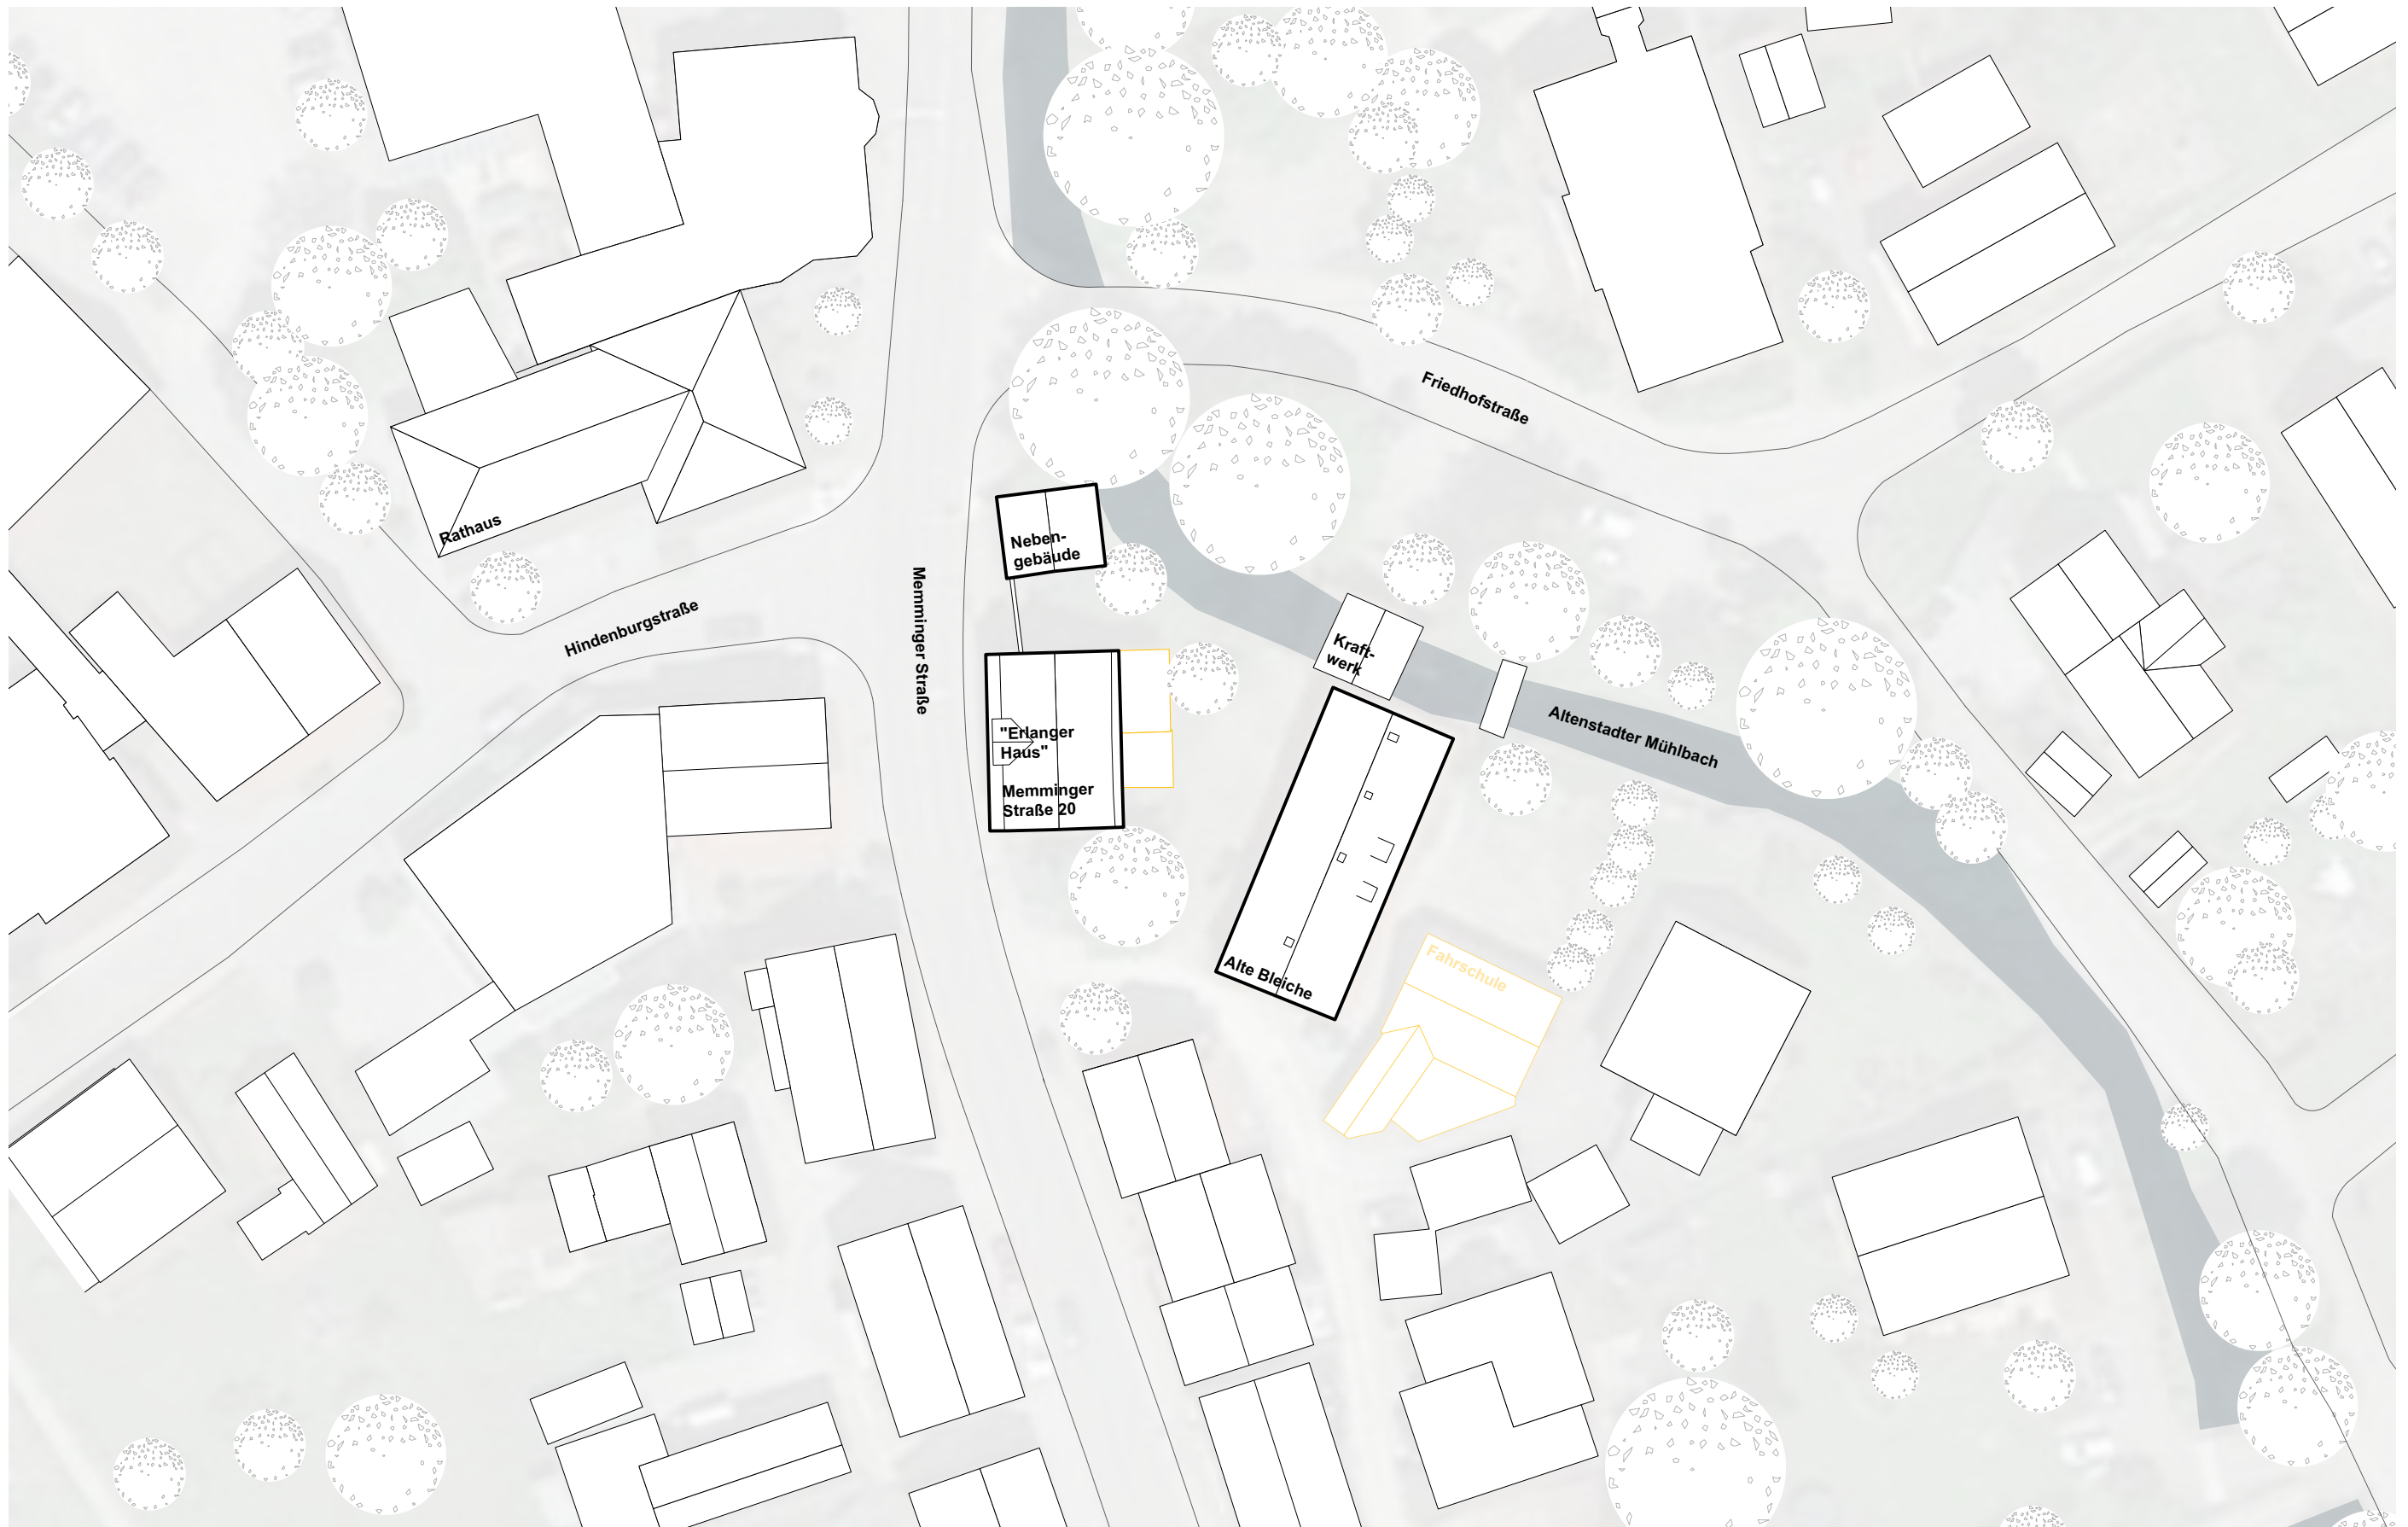 Friedhofstraße
Rathaus
Neben-
gebäude
Hindenburgstraße
Memminger Straße
Kraft-
werk
"Erlanger
Haus"
Memminger
Straße 20
Altenstadter Mühlbach
Alte Bleiche
Fahrschule